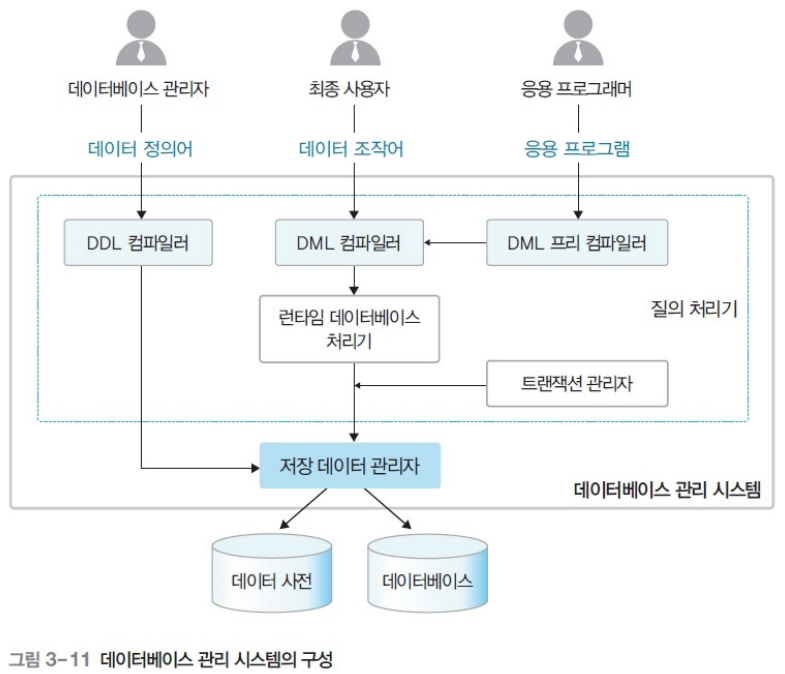 데이터베이스 관리자
최종 사용자
응용 프로그래머
데이터 정의어
데이터 조작어
응용 프로그램
DDL 컴파일러
DML 컴파일러
DML 프리 컴파일러
런타임 데이터베이스
처리기
질의 처리기
트랜잭션 관리자
저장 데이터 관리자
데이터베이스 관리 시스템
데이터 사전
데이터베이스
그림 3-11 데이터베이스 관리 시스템의 구성